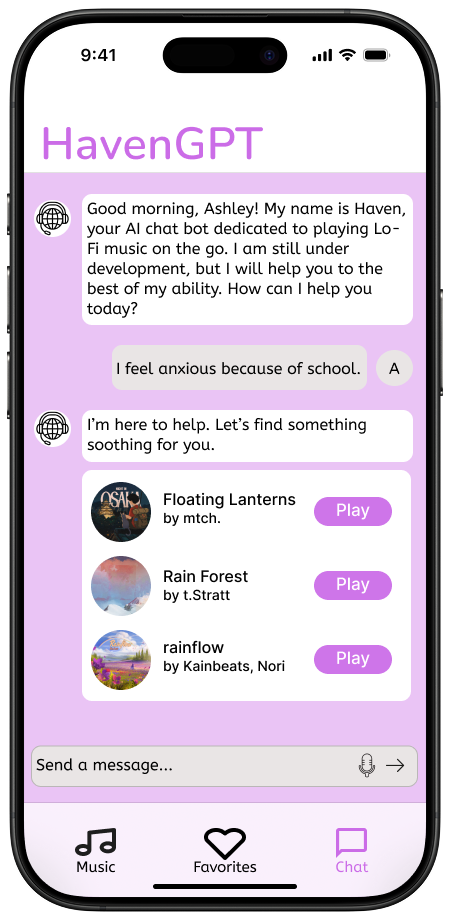 9:41
HavenGPT
Good morning, Ashley! My name is Haven,
your AI chat bot dedicated to playing Lo-
Fi music on the go. I am still under
development, but I will help you to the
best of my ability. How can I help you
today?
I feel anxious because of school.
A
I’m here to help. Let’s find something
soothing for you.
OSAKA
Floating Lanterns
by mtch.
Play
Rain Forest
by t.Stratt
Play
rainflow
by Kainbeats, Nori
Play
Send a message...
Music
Favorites
Chat